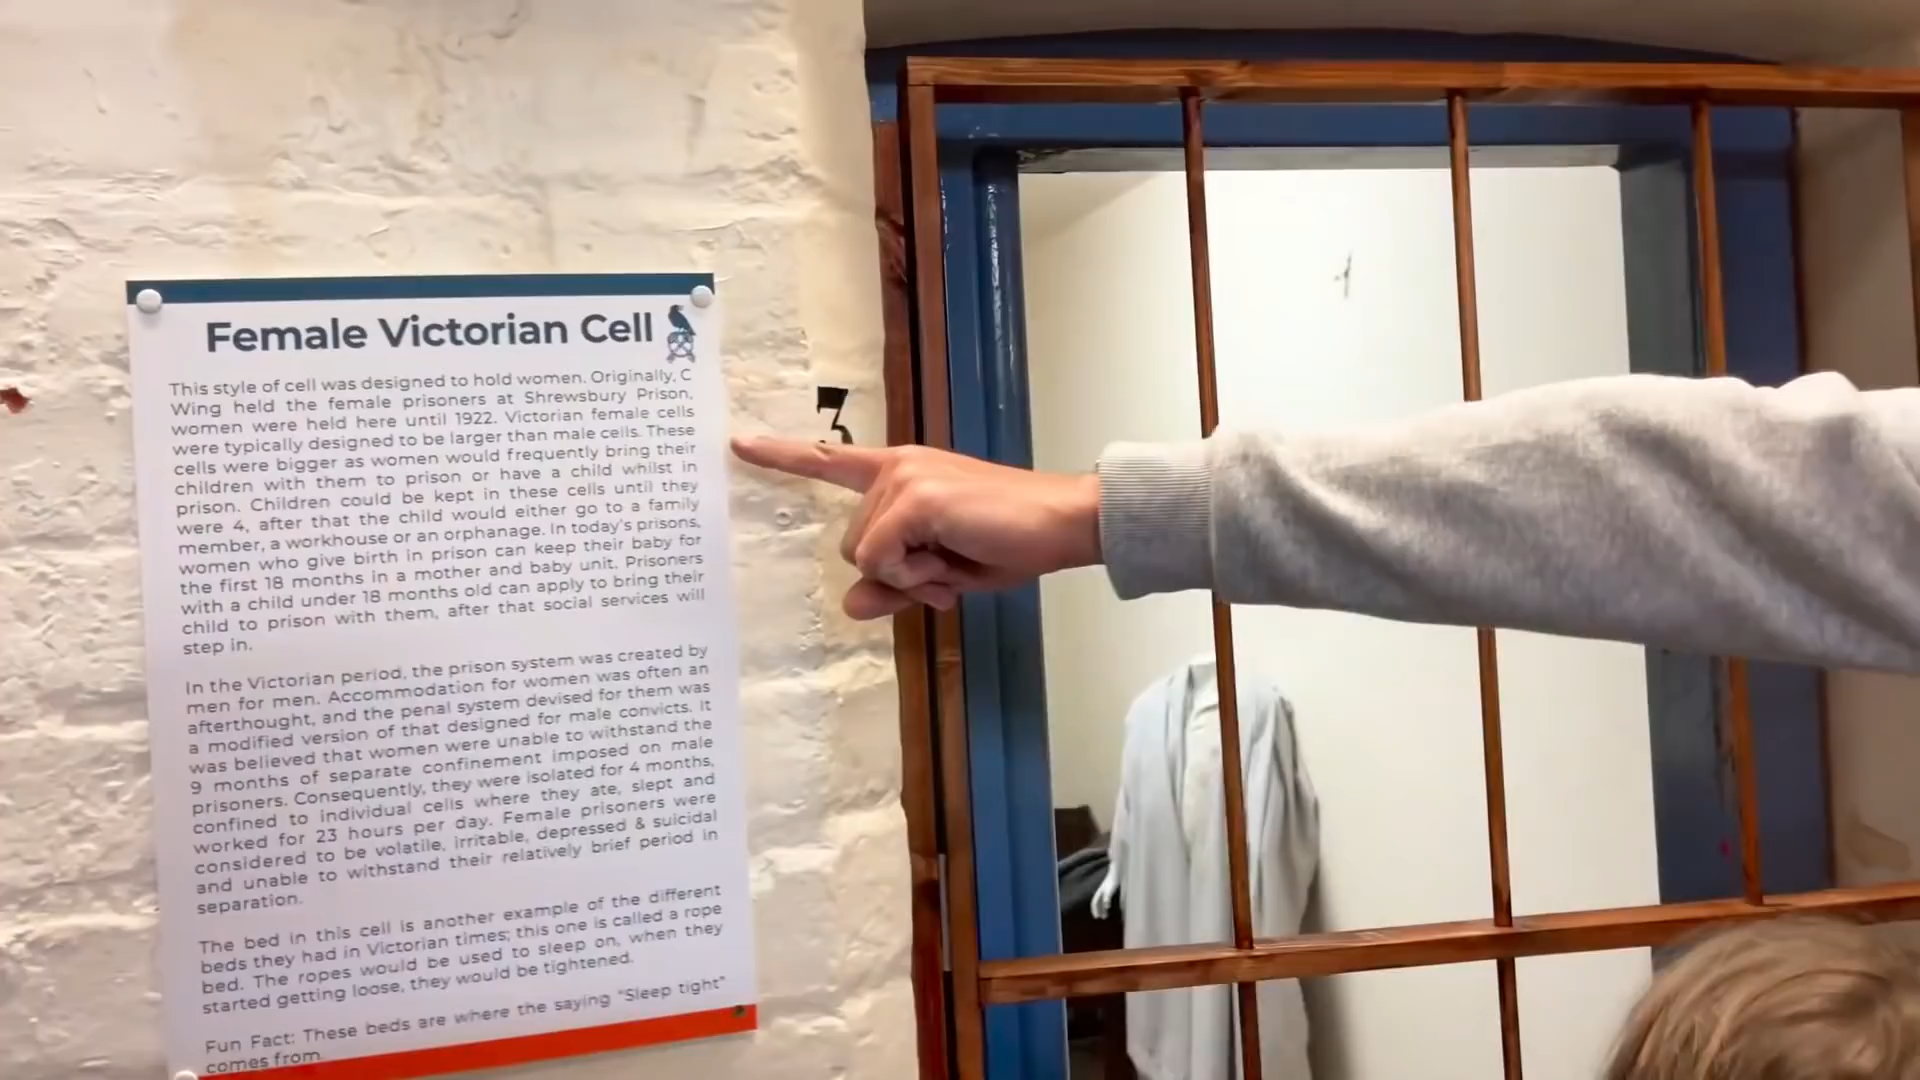 Female Victorian Cell
This style of cell was designed to hold women. Originally, C
Wing held the female prisoners at Shrewsbury Prison,
women were held here until 1922. Victorian female cells
were typically designed to be larger than male cells. These
cells were bigger as women would frequently bring their
children with them to prison or have a child whilst in
prison. Children could be kept in these cells until they
were 4, after that the child would either go to a family
member, a workhouse or an orphanage. In today's prisons,
women who give birth in prison can keep their baby for
the first 18 months in a mother and baby unit. Prisoners
with a child under 18 months old can apply to bring their
child to prison with them, after that social services will
step in.
In the Victorian period, the prison system was created by
men for men. Accommodation for women was often an
afterthought, and the penal system devised for them was
a modified version of that designed for male convicts. It
was believed that women were unable to withstand the
9 months of separate confinement imposed on male
prisoners. Consequently, they were isolated for 4 months,
confined to individual cells where they ate, slept and
worked for 23 hours per day. Female prisoners were
considered to be volatile, irritable, depressed & suicidal
and unable to withstand their relatively brief period in
separation.
The bed in this cell is another example of the different
beds they had in Victorian times; this one is called a rope
bed. The ropes would be used to sleep on, when they
started getting loose, they would be tightened.
Fun Fact: These beds are where the saying "Sleep tight"
comes from.
3